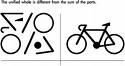 The unified whole is different from the sum of the parts.